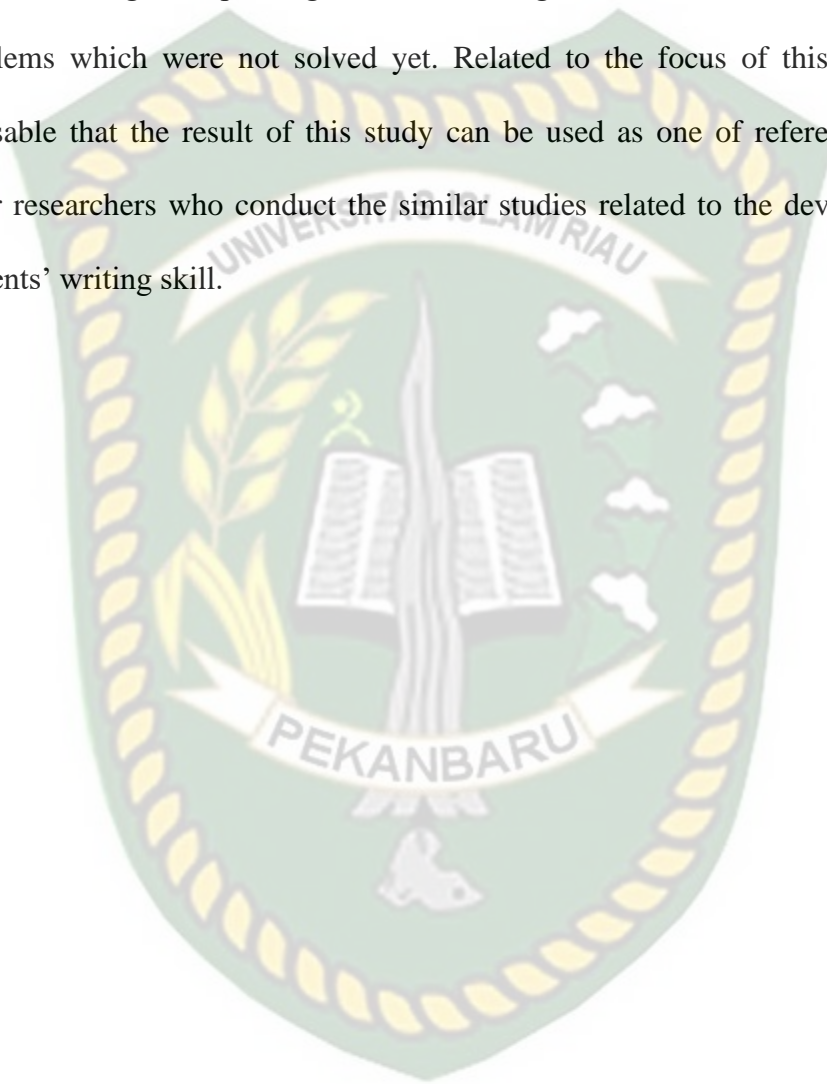 lems which were not solved yet. Related to the focus of this
sable that the result of this study can be used as one of refere
r researchers who conduct the similar studies related to the dev
ents’ writing skill.
UNIVERSITAS ISLAM RIAU
PEKANBARU